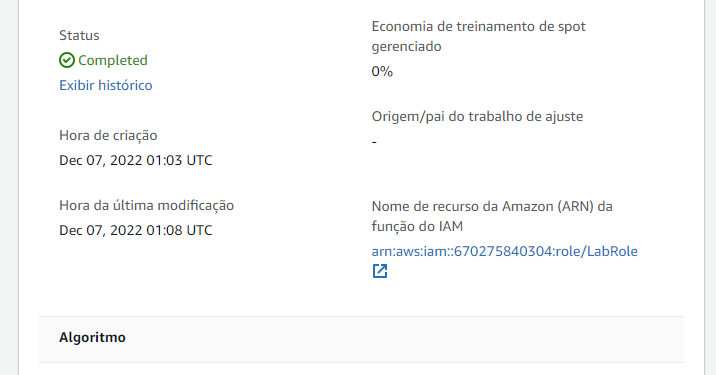 Status
Completed
Exibir histórico
Hora de criação
Dec 07, 2022 01:03 UTC
Hora da última modificação
Dec 07, 2022 01:08 UTC
Economia de treinamento de spot
gerenciado
0%
Origem/pai do trabalho de ajuste
-
Nome de recurso da Amazon (ARN) da
função do IAM
arn:aws:iam::670275840304:role/LabRole
Algoritmo